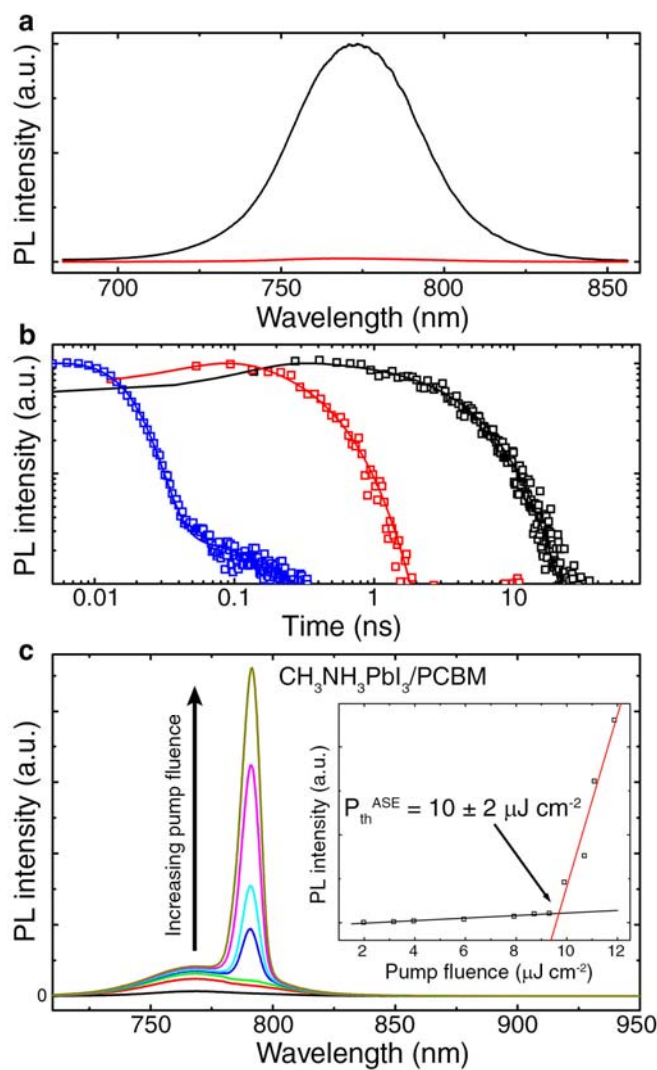 a
PL intensity (a.u.)
700 750 800 850
Wavelength (nm)
b
PL intensity (a.u.)
0.01 0.1 1 10
Time (ns)
c
CH₃NH₃PbI₃/PCBM
PL intensity (a.u.)
Increasing pump fluence
PL intensity (a.u.)
P_th^ASE = 10 ± 2 μJ cm⁻²
2 4 6 8 10 12
Pump fluence (μJ cm⁻²)
0
750 800 850 900 950
Wavelength (nm)